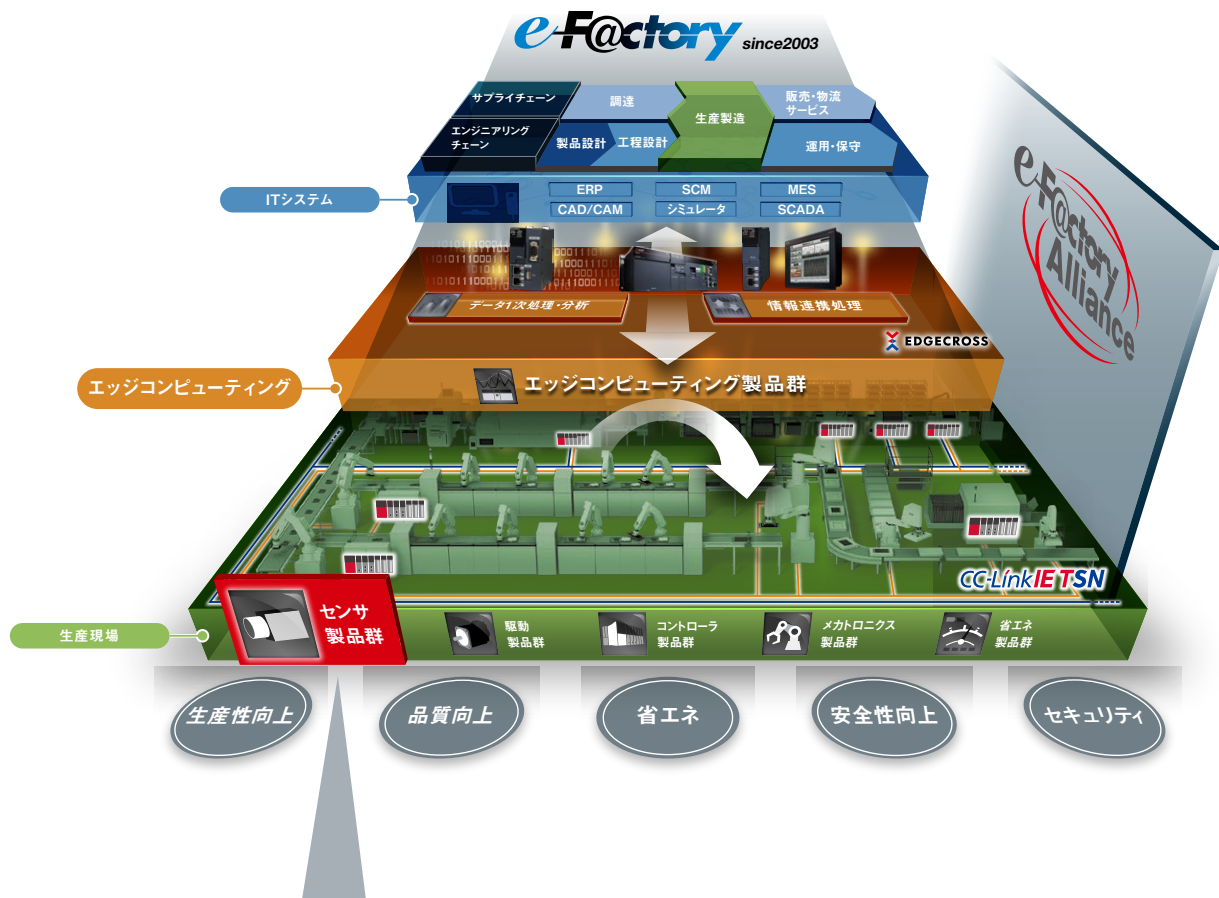 e-F@ctory since2003
サプライチェーン
調達
生産製造
販売・物流
サービス
エンジニアリング
チェーン
製品設計
工程設計
運用・保守
ITシステム
ERP
SCM
MES
CAD/CAM
シミュレータ
SCADA
e-F@ctory
Alliance
データ1次処理・分析
情報連携処理
EDGECROSS
エッジコンピューティング
エッジコンピューティング製品群
CC-Link IE TSN
生産現場
センサ
製品群
駆動
製品群
コントローラ
製品群
メカトロニクス
製品群
省エネ
製品群
生産性向上
品質向上
省エネ
安全性向上
セキュリティ